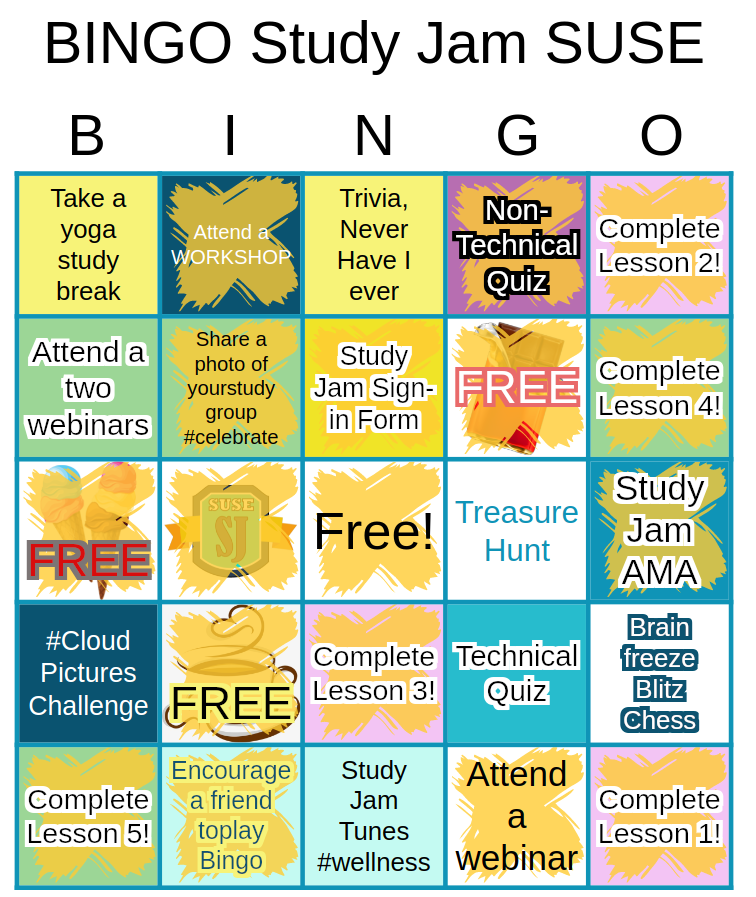 BINGO Study Jam SUSE
B I N G O
Take a
yoga
study
break
Attend a
WORKSHOP
Trivia,
Never
Have I
ever
Non-
Technical
Quiz
Complete
Lesson 2!
Attend a
two
webinars
Share a
photo of
yourstudy
group
#celebrate
Study
Jam Sign-
in Form
FREE
Complete
Lesson 4!
FREE
SUSE
SJ
Free!
Treasure
Hunt
Study
Jam
AMA
#Cloud
Pictures
Challenge
FREE
Complete
Lesson 3!
Technical
Quiz
Brain
freeze
Blitz
Chess
Complete
Lesson 5!
Encourage
a friend
toplay
Bingo
Study
Jam
Tunes
#wellness
Attend
a
webinar
Complete
Lesson 1!